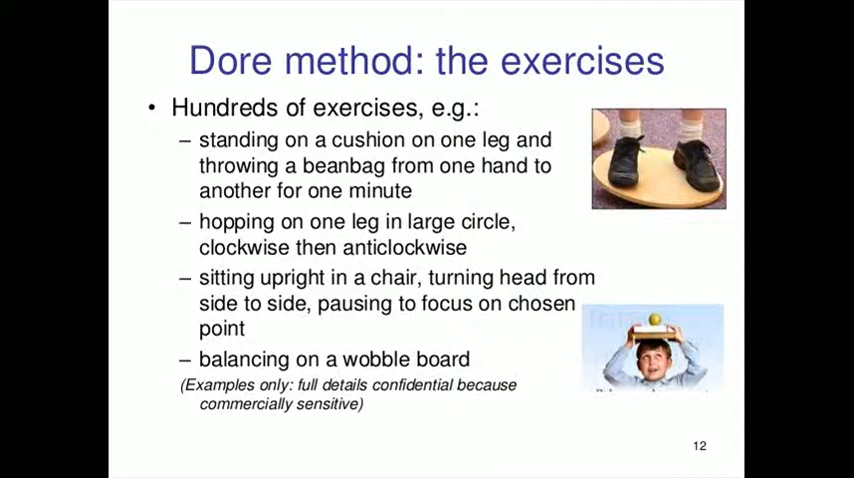 Dore method: the exercises
• Hundreds of exercises, e.g.:
– standing on a cushion on one leg and
throwing a beanbag from one hand to
another for one minute
– hopping on one leg in large circle,
clockwise then anticlockwise
– sitting upright in a chair, turning head from
side to side, pausing to focus on chosen
point
– balancing on a wobble board
(Examples only: full details confidential because
commercially sensitive)
12